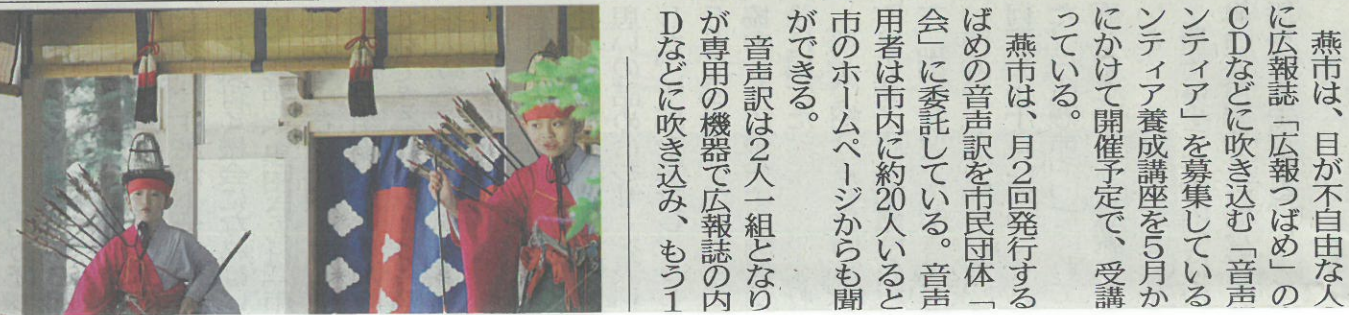 燕市は、目が不自由な人
に広報誌「広報つばめ」の
CDなどに吹き込む「音声
ンティア」を募集している
ンティア養成講座を5月か
にかけて開催予定で、受講
っている。
燕市は、月2回発行する
ばめの音声訳を市民団体「
会」に委託している。音声
用者は市内に約20人いると
市のホームページからも聞
ができる。
音声訳は2人一組となり
が専用の機器で広報誌の内
Dなどに吹き込み、もう1